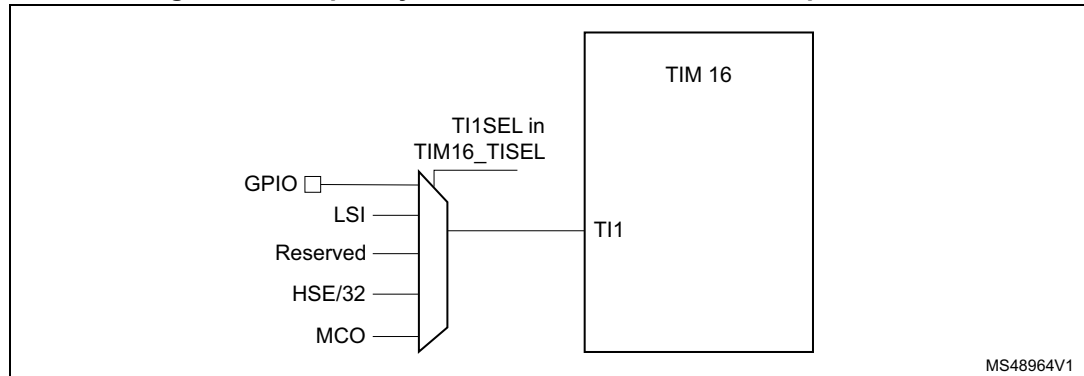 TIM 16
TI1SEL in
TIM16_TISEL
GPIO
LSI
TI1
Reserved
HSE/32
MCO
MS48964V1